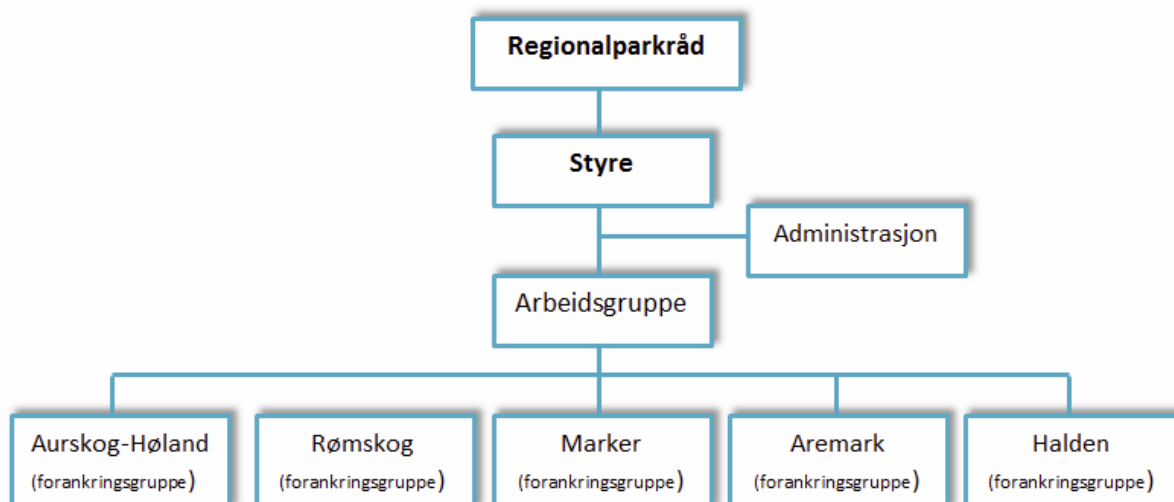 Regionalparkråd
Styre
Administrasjon
Arbeidsgruppe
Aurskog-Høland
(forankringsgruppe)
Rømskog
(forankringsgruppe)
Marker
(forankringsgruppe)
Aremark
(forankringsgruppe)
Halden
(forankringsgruppe)